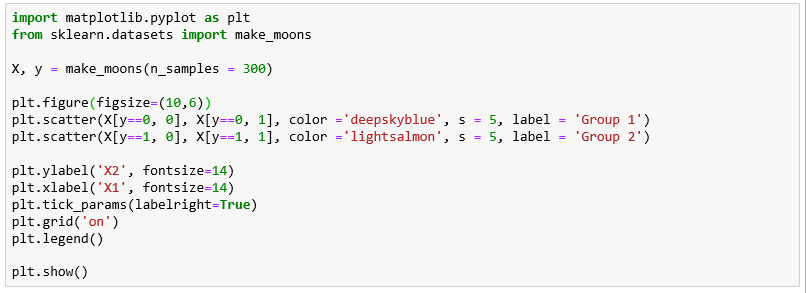 import matplotlib.pyplot as plt
from sklearn.datasets import make_moons
X, y = make_moons(n_samples = 300)
plt.figure(figsize=(10,6))
plt.scatter(X[y==0, 0], X[y==0, 1], color ='deepskyblue', s = 5, label = 'Group 1')
plt.scatter(X[y==1, 0], X[y==1, 1], color ='lightsalmon', s = 5, label = 'Group 2')
plt.ylabel('X2', fontsize=14)
plt.xlabel('X1', fontsize=14)
plt.tick_params(labelright=True)
plt.grid('on')
plt.legend()
plt.show()